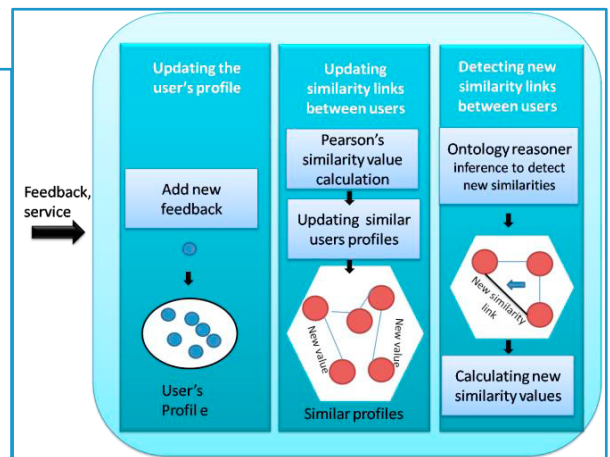 Feedback,
service
Updating the
user's profile
Add new
feedback
User's
Profile
Updating
similarity links
between users
Pearson's
similarity value
calculation
Updating similar
users profiles
New value
New value
Similar profiles
Detecting new
similarity links
between users
Ontology reasoner
inference to detect
new similarities
New similarity
link
Calculating new
similarity values